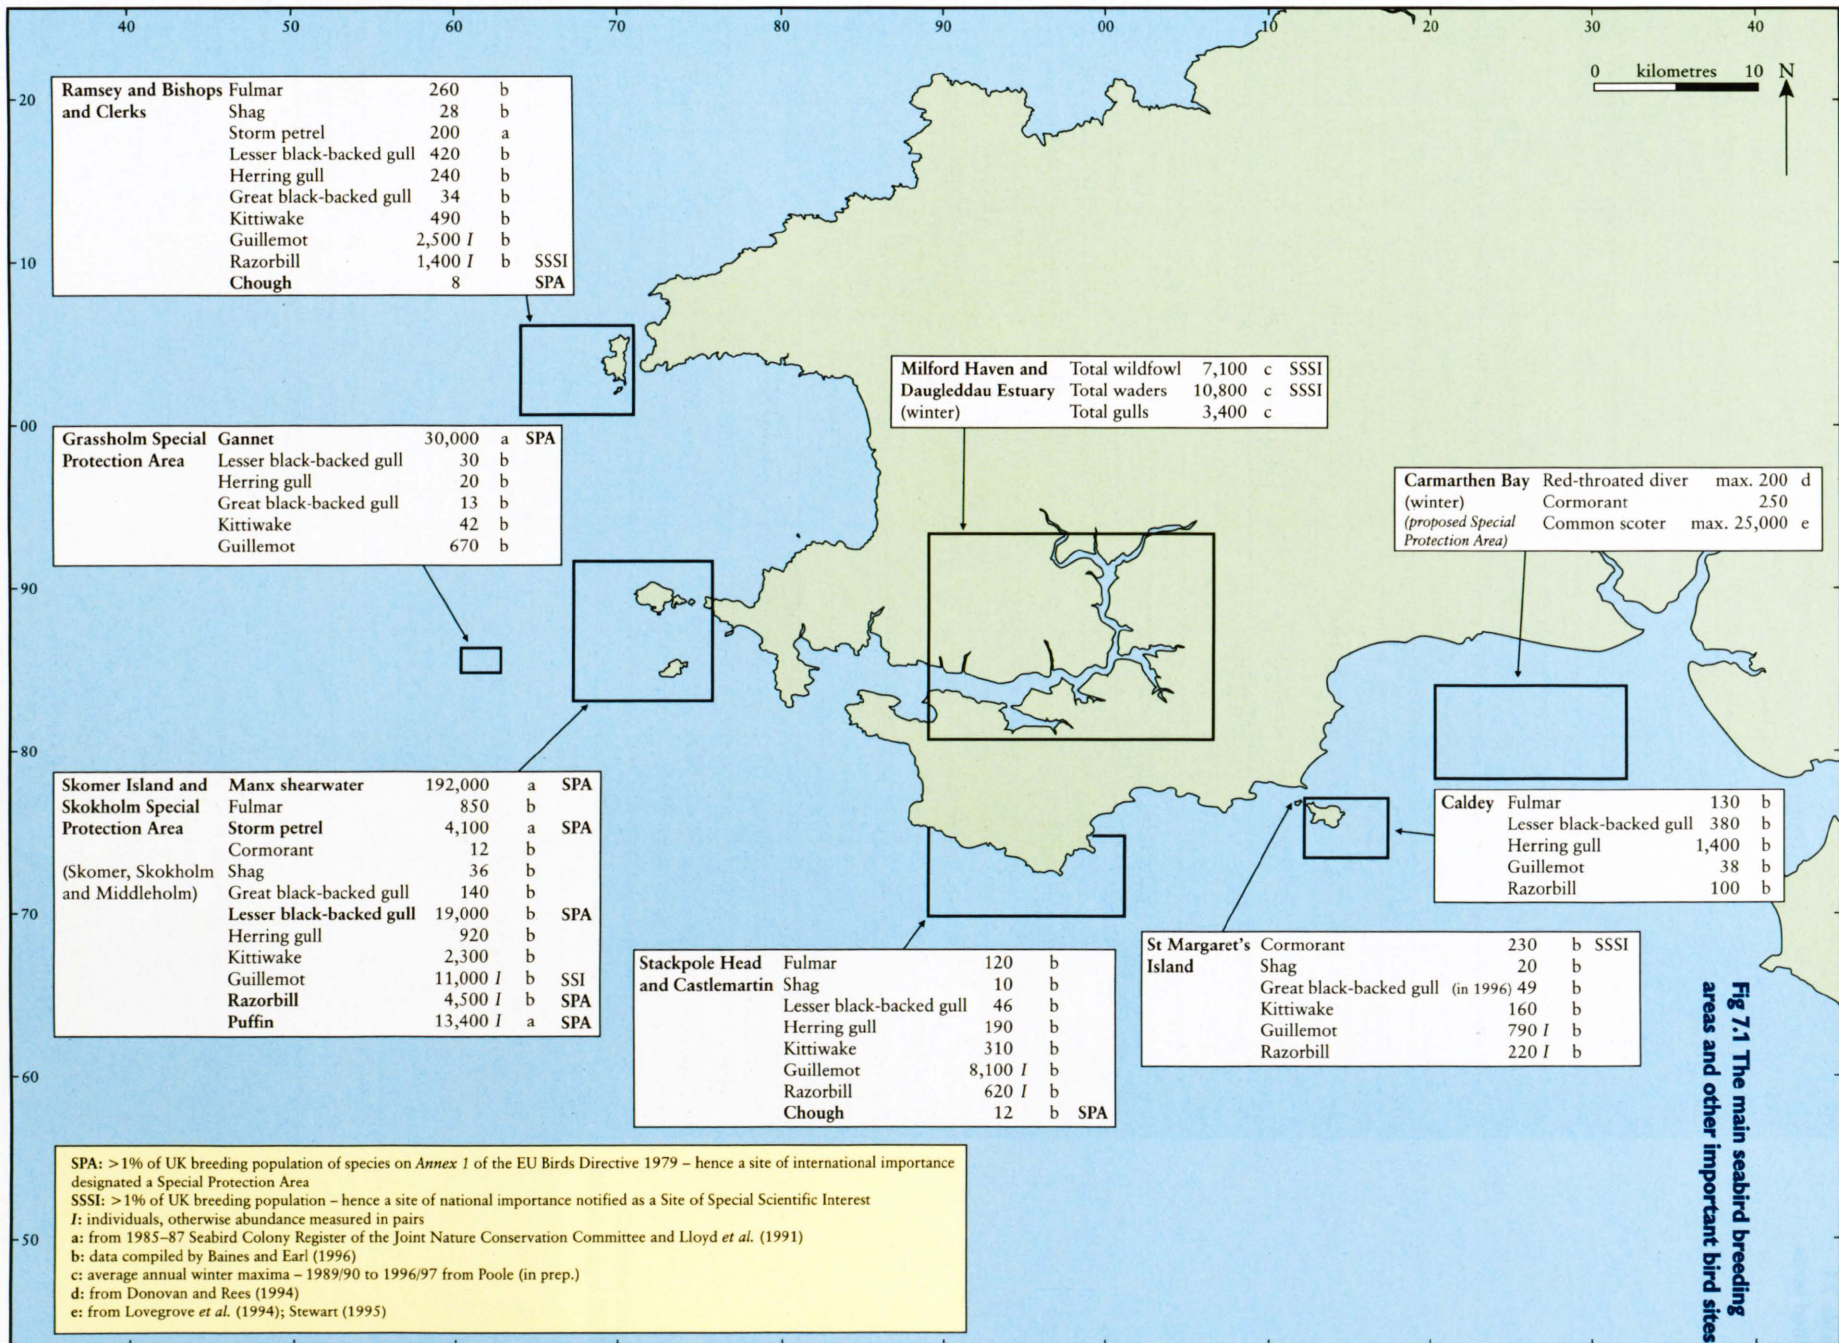 40 50 60 70 80 90 00 10 20 30 40
20
10
00
90
80
70
60
50
0 kilometres 10 N
Ramsey and Bishops Fulmar 260 b
and Clerks Shag 28 b
Storm petrel 200 a
Lesser black-backed gull 420 b
Herring gull 240 b
Great black-backed gull 34 b
Kittiwake 490 b
Guillemot 2,500 I b
Razorbill 1,400 I b SSSI
Chough 8 SPA
Grassholm Special Gannet 30,000 a SPA
Protection Area Lesser black-backed gull 30 b
Herring gull 20 b
Great black-backed gull 13 b
Kittiwake 42 b
Guillemot 670 b
Milford Haven and Total wildfowl 7,100 c SSSI
Daugleddau Estuary Total waders 10,800 c SSSI
(winter) Total gulls 3,400 c
Carmarthen Bay Red-throated diver max. 200 d
(winter) Cormorant 250
(proposed Special Common scoter max. 25,000 e
Protection Area)
Skomer Island and Manx shearwater 192,000 a SPA
Skokholm Special Fulmar 850 b
Protection Area Storm petrel 4,100 a SPA
Cormorant 12 b
(Skomer, Skokholm Shag 36 b
and Middleholm) Great black-backed gull 140 b
Lesser black-backed gull 19,000 b SPA
Herring gull 920 b
Kittiwake 2,300 b
Guillemot 11,000 I b SSI
Razorbill 4,500 I b SPA
Puffin 13,400 I a SPA
Caldey Fulmar 130 b
Lesser black-backed gull 380 b
Herring gull 1,400 b
Guillemot 38 b
Razorbill 100 b
Stackpole Head Fulmar 120 b
and Castlemartin Shag 10 b
Lesser black-backed gull 46 b
Herring gull 190 b
Kittiwake 310 b
Guillemot 8,100 I b
Razorbill 620 I b
Chough 12 b SPA
St Margaret's Cormorant 230 b SSSI
Island Shag 20 b
Great black-backed gull (in 1996) 49 b
Kittiwake 160 b
Guillemot 790 I b
Razorbill 220 I b
Fig 7.1 The main seabird breeding
areas and other important bird sites
SPA: >1% of UK breeding population of species on Annex 1 of the EU Birds Directive 1979 – hence a site of international importance
designated a Special Protection Area
SSSI: >1% of UK breeding population – hence a site of national importance notified as a Site of Special Scientific Interest
I: individuals, otherwise abundance measured in pairs
a: from 1985–87 Seabird Colony Register of the Joint Nature Conservation Committee and Lloyd et al. (1991)
b: data compiled by Baines and Earl (1996)
c: average annual winter maxima – 1989/90 to 1996/97 from Poole (in prep.)
d: from Donovan and Rees (1994)
e: from Lovegrove et al. (1994); Stewart (1995)